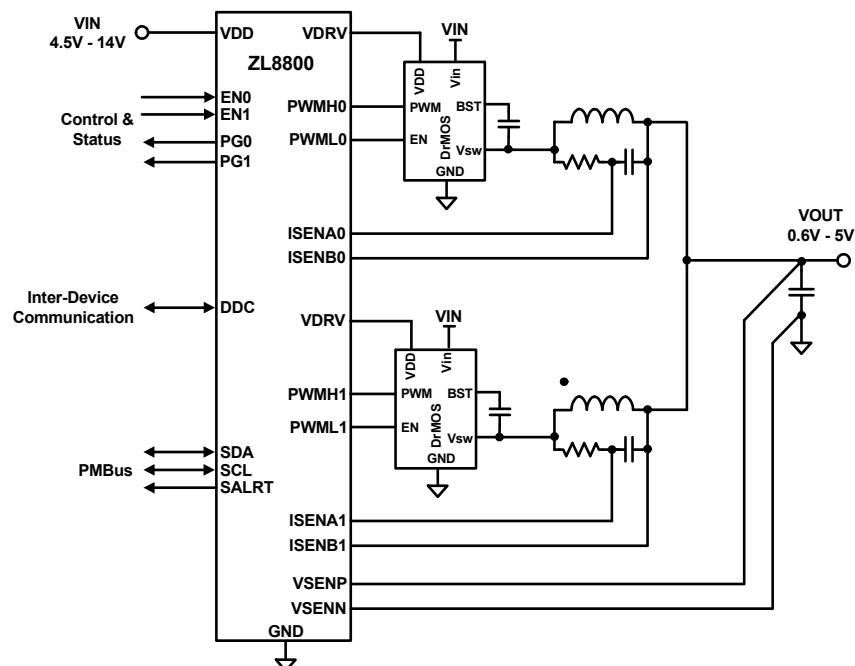 VIN
4.5V - 14V
VDD
VDRV
ZL8800
VIN
VDD
Vin
EN0
EN1
Control &
Status
PG0
PG1
PWMH0
PWML0
PWM
EN
DrMOS
BST
Vsw
GND
ISENA0
ISENB0
VOUT
0.6V - 5V
Inter-Device
Communication
DDC
VDRV
VIN
VDD
Vin
PWMH1
PWML1
PWM
EN
DrMOS
BST
Vsw
GND
PMBus
SDA
SCL
SALRT
ISENA1
ISENB1
VSENP
VSENN
GND